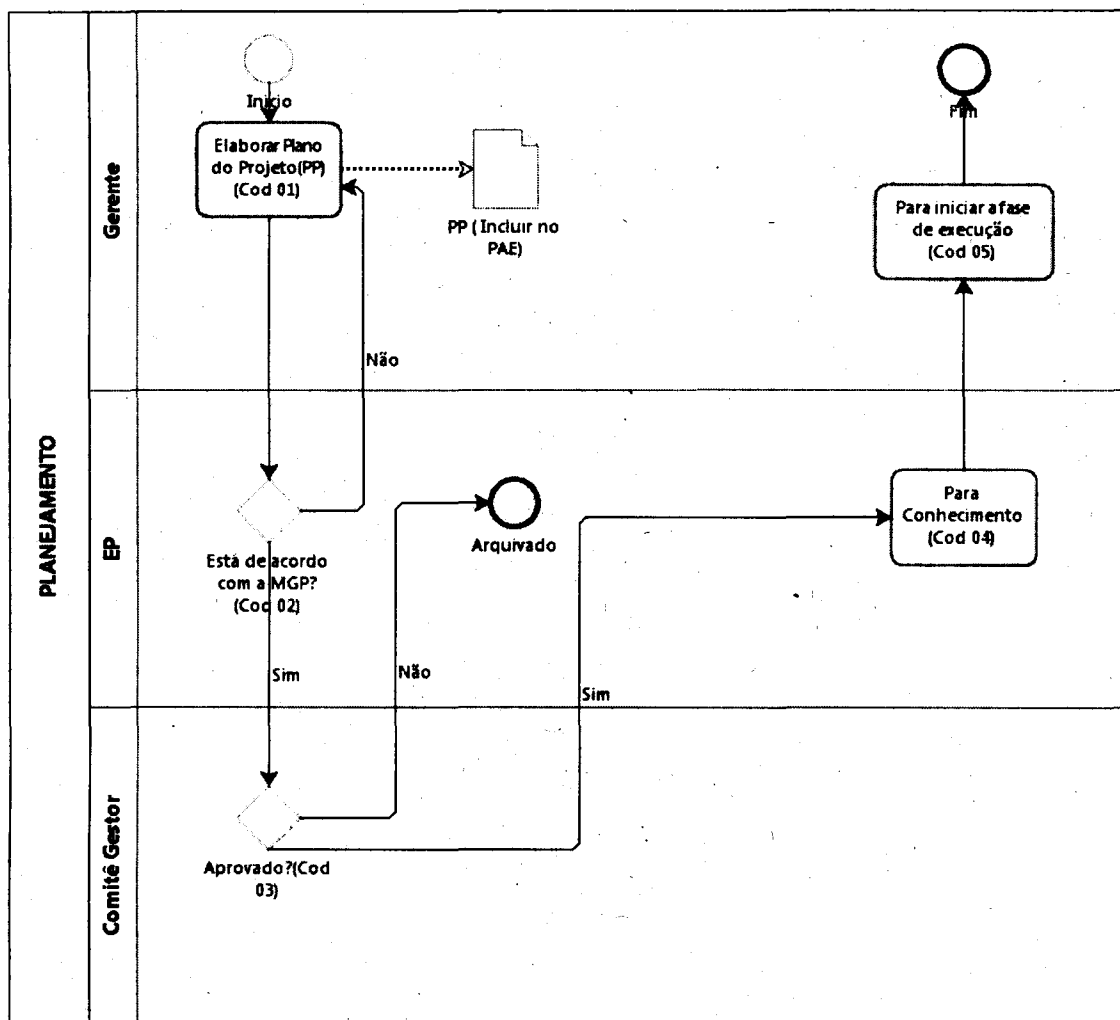 PLANEJAMENTO
Gerente
Início
Elaborar Plano
do Projeto(PP)
(Cod 01)
PP ( Incluir no
PAE)
Fim
Para iniciar a fase
de execução
(Cod 05)
Não
EP
Está de acordo
com a MGP?
(Cod 02)
Sim
Não
Arquivado
Sim
Para
Conhecimento
(Cod 04)
Comitê Gestor
Aprovado?(Cod
03)